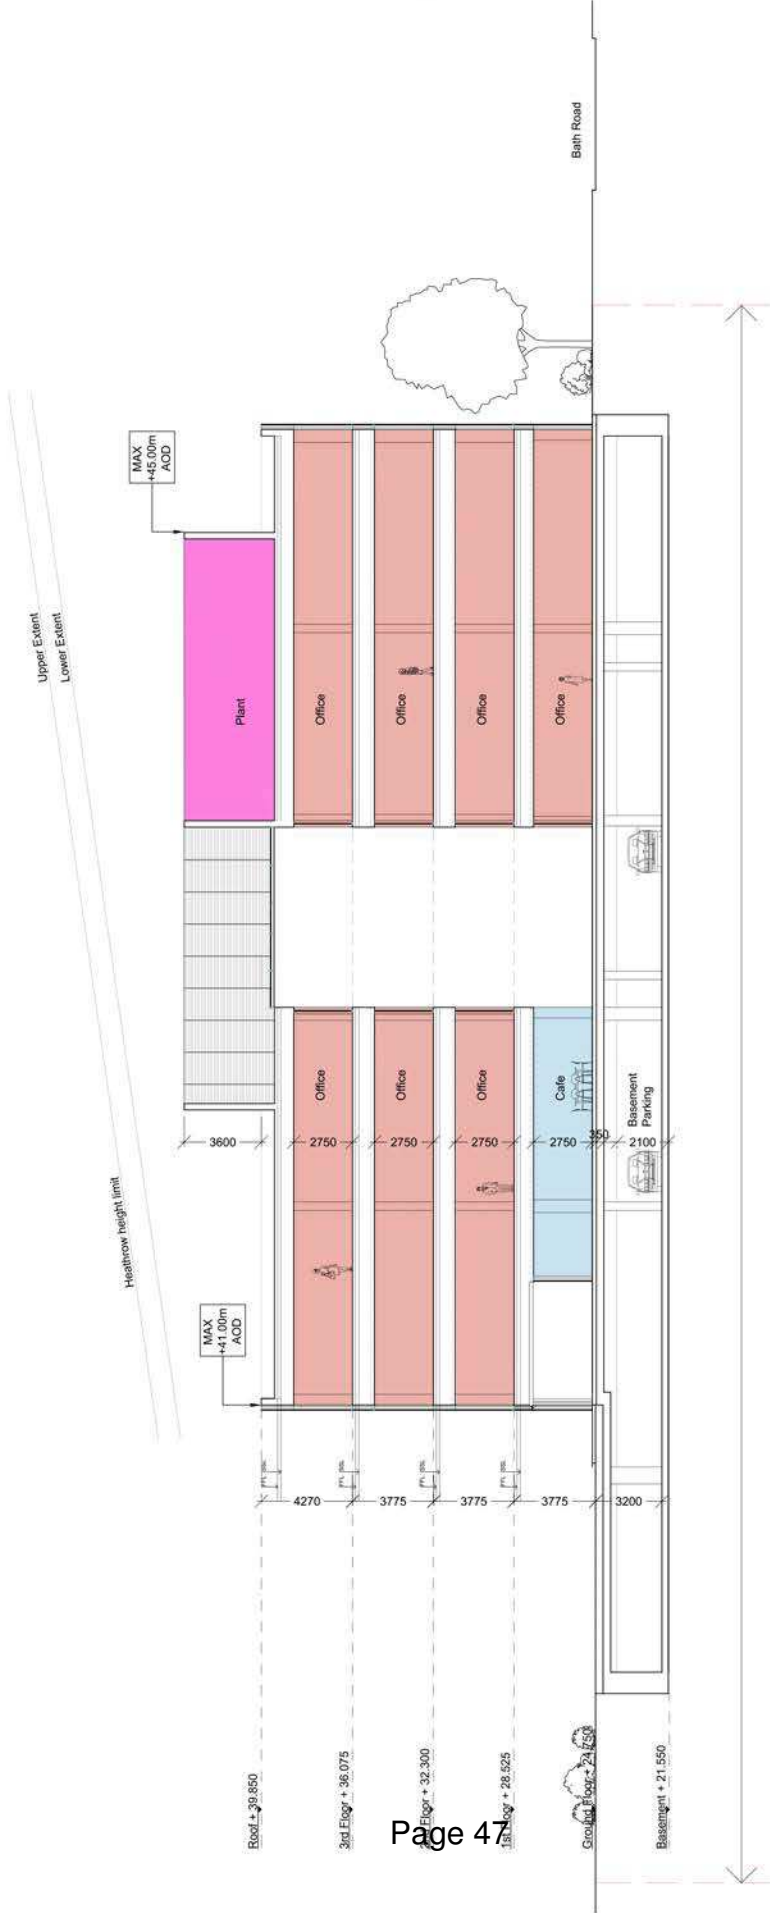 Bath Road
MAX
+45.00m
AOD
Upper Extent
Lower Extent
Plant
Office
Office
Office
Office
Office
Office
Office
Cafe
Basement
Parking
3600
2750
2750
2750
2750
350
2100
Heathrow height limit
MAX
+41.00m
AOD
4270
3775
3775
3775
3200
Roof + 39.850
3rd Floor + 36.075
Floor + 32.300
1st Floor + 28.525
Ground Floor + 24.750
Basement + 21.550
Page 47